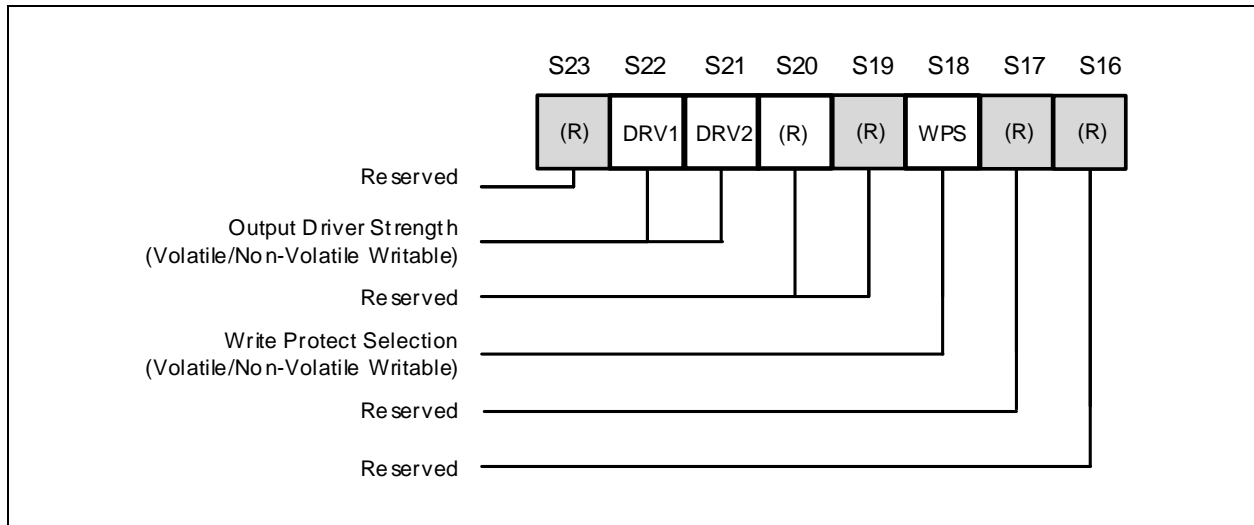 S23 S22 S21 S20 S19 S18 S17 S16
(R) DRV1 DRV2 (R) (R) WPS (R) (R)
Reserved
Output Driver Strength
(Volatile/Non-Volatile Writable)
Reserved
Write Protect Selection
(Volatile/Non-Volatile Writable)
Reserved
Reserved